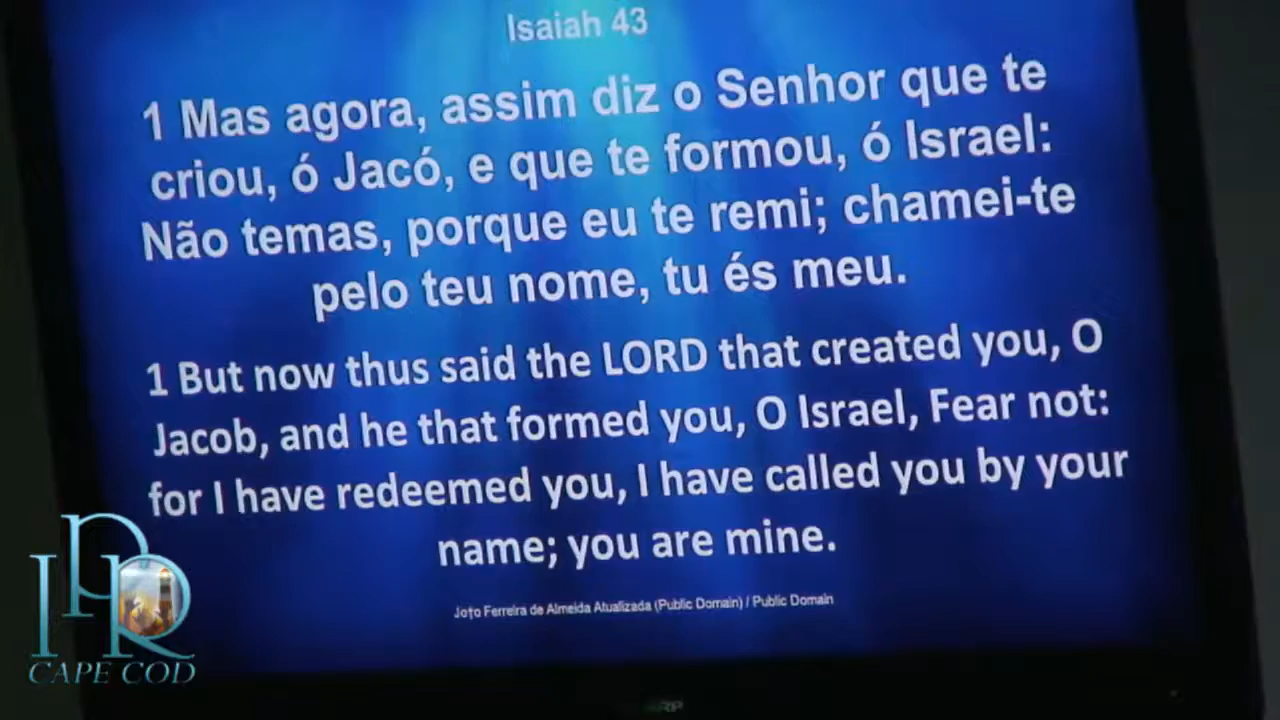 Isaiah 43
1 Mas agora, assim diz o Senhor que te
criou, ó Jacó, e que te formou, ó Israel:
Não temas, porque eu te remi; chamei-te
pelo teu nome, tu és meu.
1 But now thus said the LORD that created you, O
Jacob, and he that formed you, O Israel, Fear not:
for I have redeemed you, I have called you by your
name; you are mine.
Joţo Ferreira de Almeida Atualizada (Public Domain) / Public Domain
IPR
CAPE COD